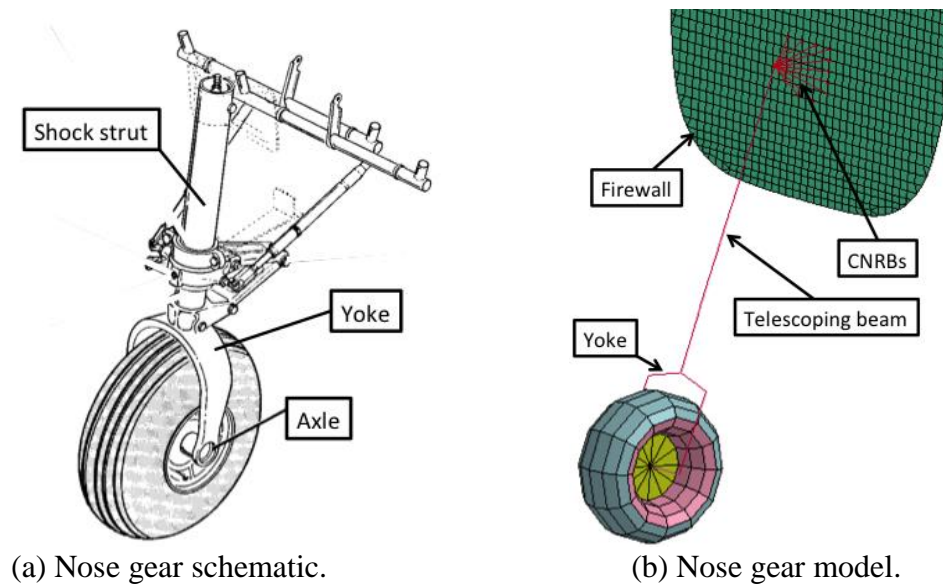 Shock strut
Yoke
Axle
(a) Nose gear schematic.
Firewall
CNRBs
Telescoping beam
Yoke
(b) Nose gear model.